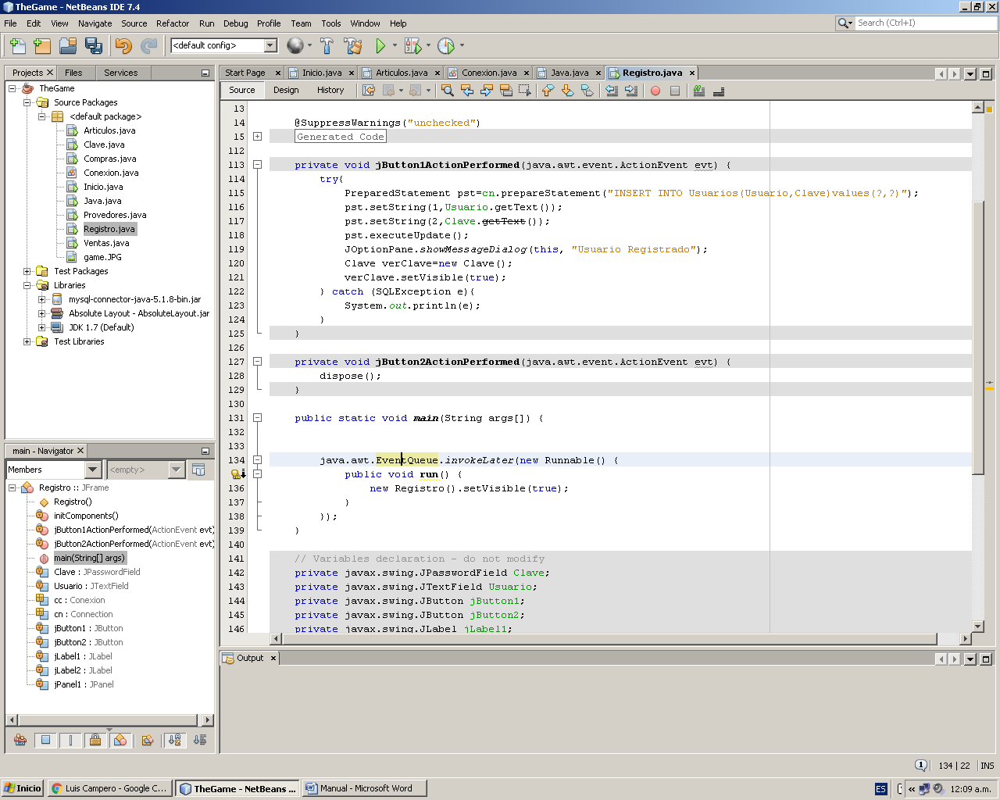 TheGame - NetBeans IDE 7.4
File Edit View Navigate Source Refactor Run Debug Profile Team Tools Window Help
Search (Ctrl+I)
<default config>
Projects Files Services
TheGame
Source Packages
<default package>
Articulos.java
Clave.java
Compras.java
Conexion.java
Inicio.java
Java.java
Provedores.java
Registro.java
Ventas.java
game.JPG
Test Packages
Libraries
mysql-connector-java-5.1.8-bin.jar
Absolute Layout - AbsoluteLayout.jar
JDK 1.7 (Default)
Test Libraries
main - Navigator
Members <empty>
Registro :: JFrame
Registro()
initComponents()
jButton1ActionPerformed(ActionEvent evt)
jButton2ActionPerformed(ActionEvent evt)
main(String[] args)
Clave : JPasswordField
Usuario : JTextField
cc : Conexion
cn : Connection
jButton1 : JButton
jButton2 : JButton
jLabel1 : JLabel
jLabel2 : JLabel
jPanel1 : JPanel
Start Page Inicio.java Articulos.java Conexion.java Java.java Registro.java
Source Design History
13
14 @SuppressWarnings("unchecked")
15 Generated Code
112
113 private void jButton1ActionPerformed(java.awt.event.ActionEvent evt) {
114 try{
115 PreparedStatement pst=cn.prepareStatement("INSERT INTO Usuarios(Usuario,Clave)values(?,?)");
116 pst.setString(1,Usuario.getText());
117 pst.setString(2,Clave.getText());
118 pst.executeUpdate();
119 JOptionPane.showMessageDialog(this, "Usuario Registrado");
120 Clave verClave=new Clave();
121 verClave.setVisible(true);
122 } catch (SQLException e){
123 System.out.println(e);
124 }
125 }
126
127 private void jButton2ActionPerformed(java.awt.event.ActionEvent evt) {
128 dispose();
129 }
130
131 public static void main(String args[]) {
132
133
134 java.awt.EventQueue.invokeLater(new Runnable() {
public void run() {
136 new Registro().setVisible(true);
137 }
138 });
139 }
140
141 // Variables declaration - do not modify
142 private javax.swing.JPasswordField Clave;
143 private javax.swing.JTextField Usuario;
144 private javax.swing.JButton jButton1;
145 private javax.swing.JButton jButton2;
146 private javax.swing.JLabel jLabel1;
Output
1 134 | 22 INS
Inicio Luis Campero - Google C... TheGame - NetBeans ... Manual - Microsoft Word ES « 12:09 a.m.